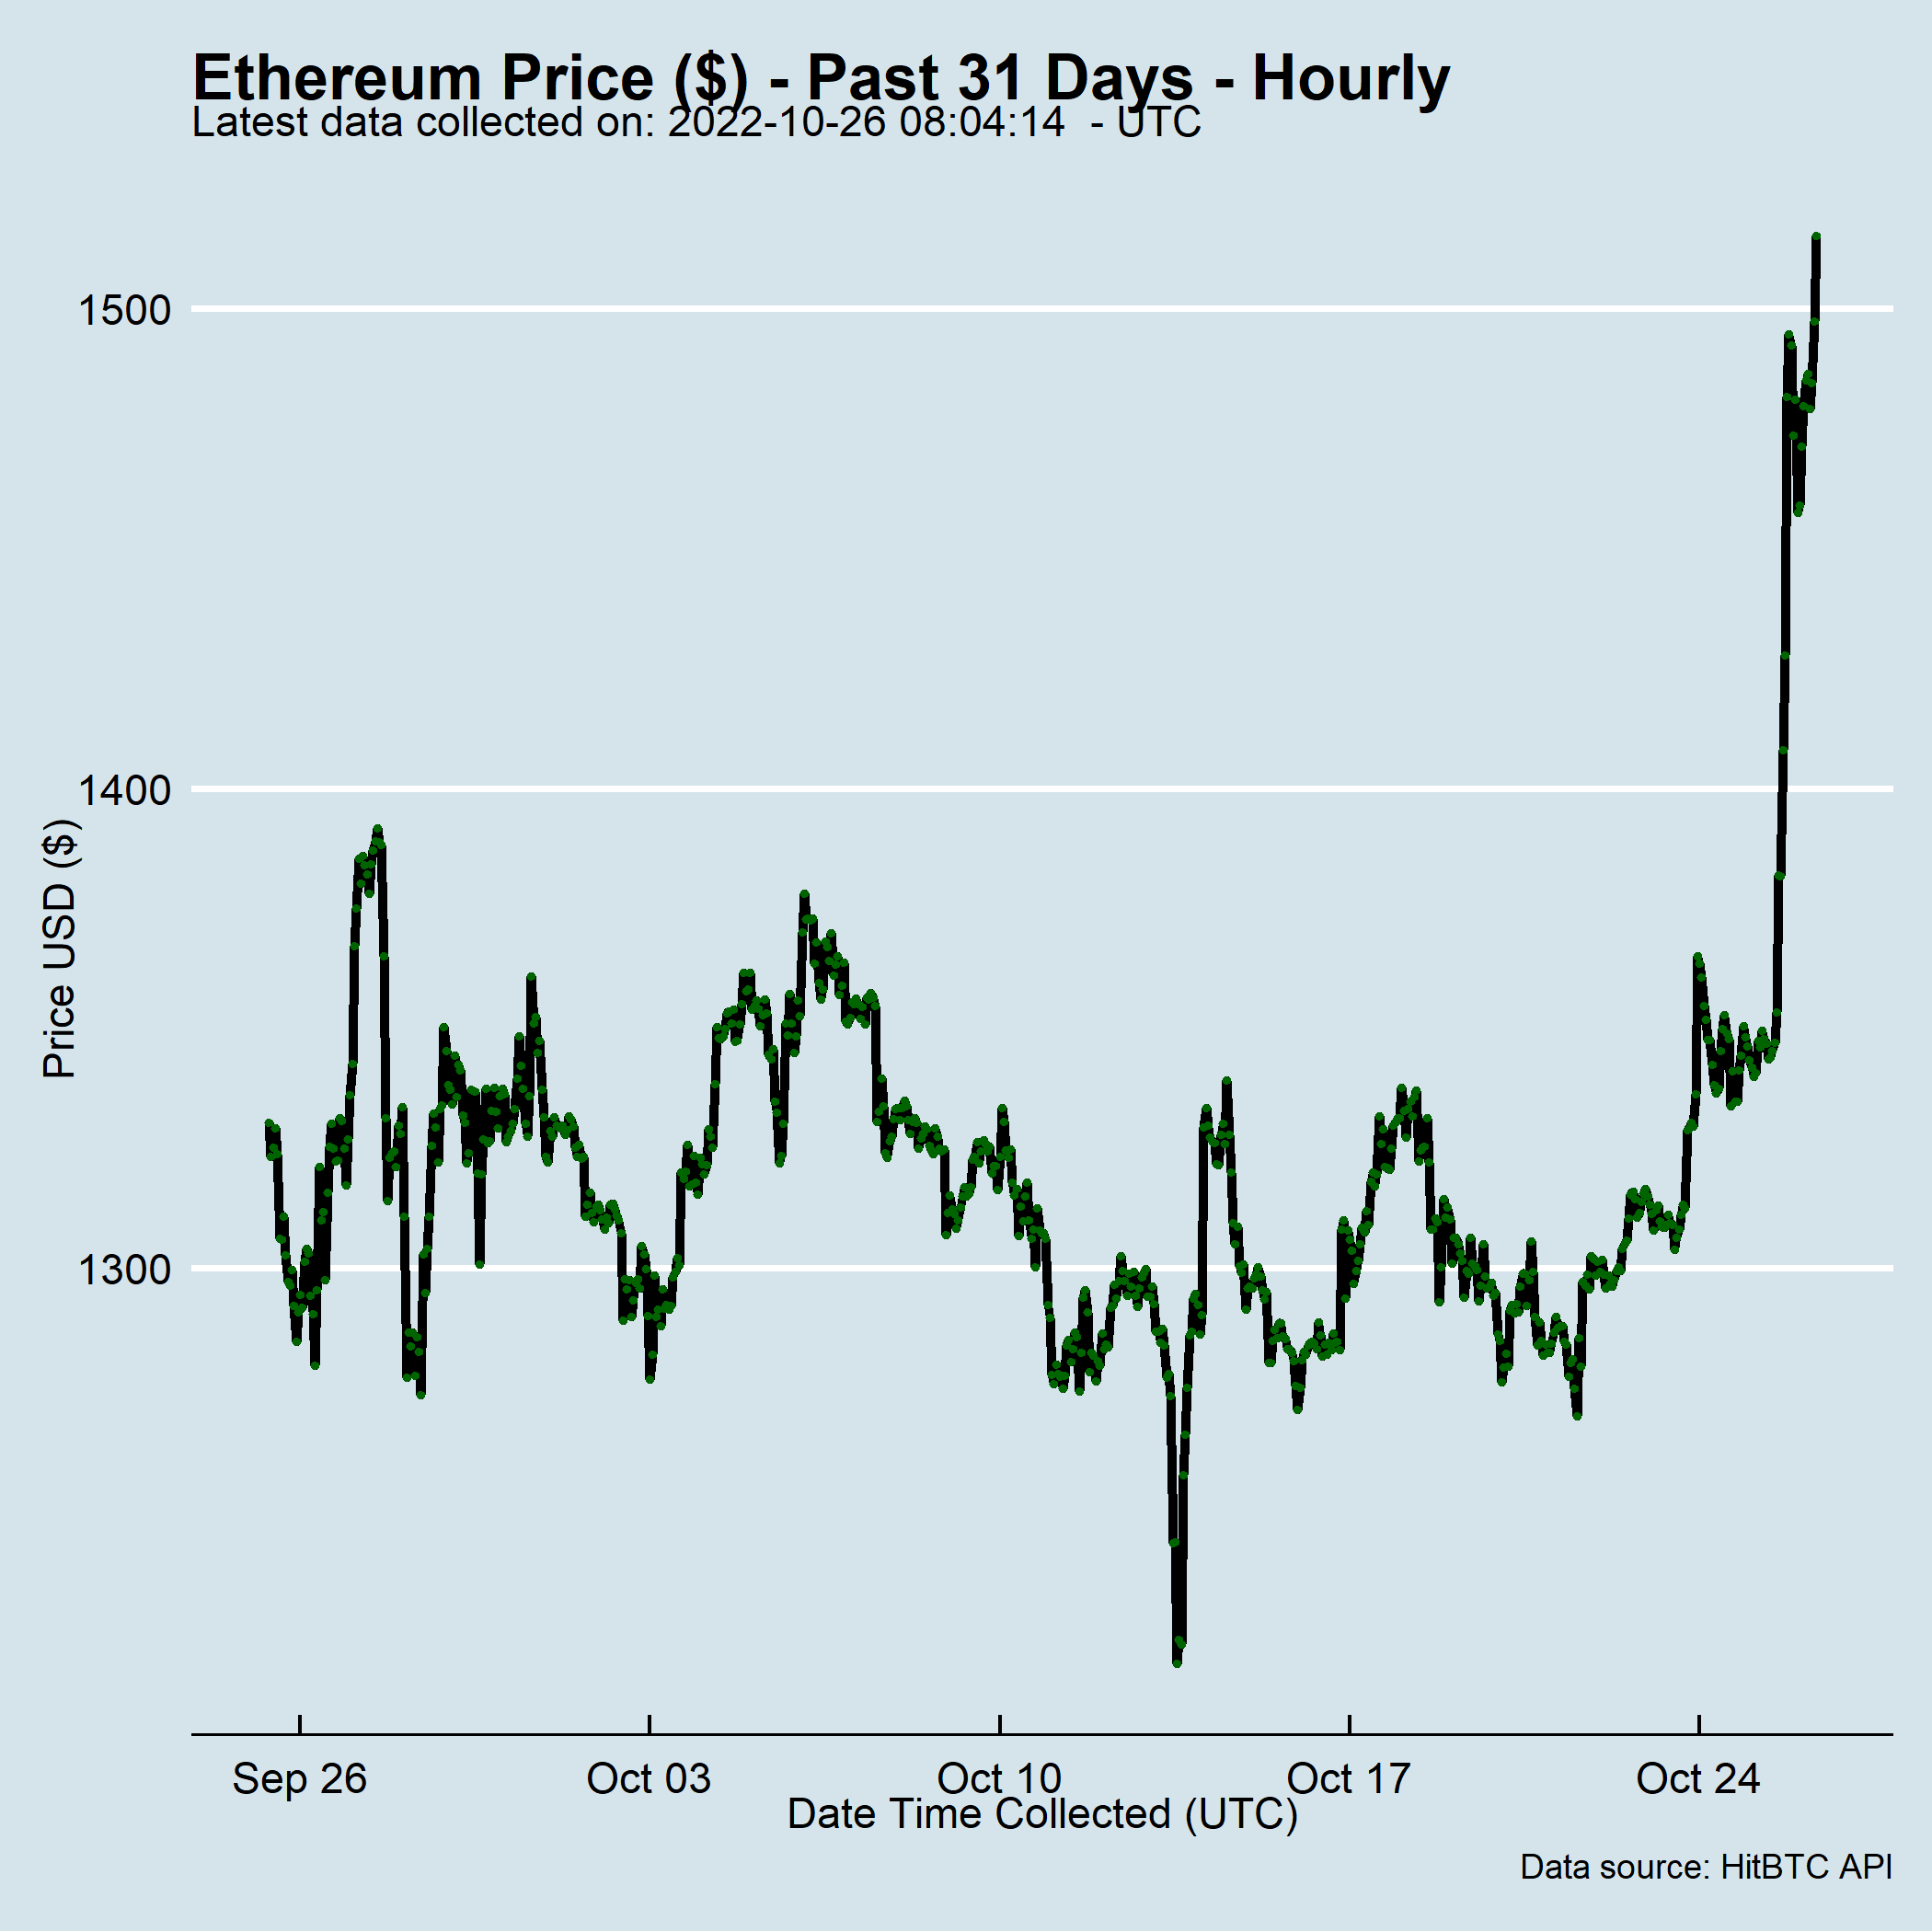 Ethereum Price ($) - Past 31 Days - Hourly
Latest data collected on: 2022-10-26 08:04:14  - UTC
1500
1400
1300
Price USD ($)
Sep 26 Oct 03 Oct 10 Oct 17 Oct 24
Date Time Collected (UTC)
Data source: HitBTC API